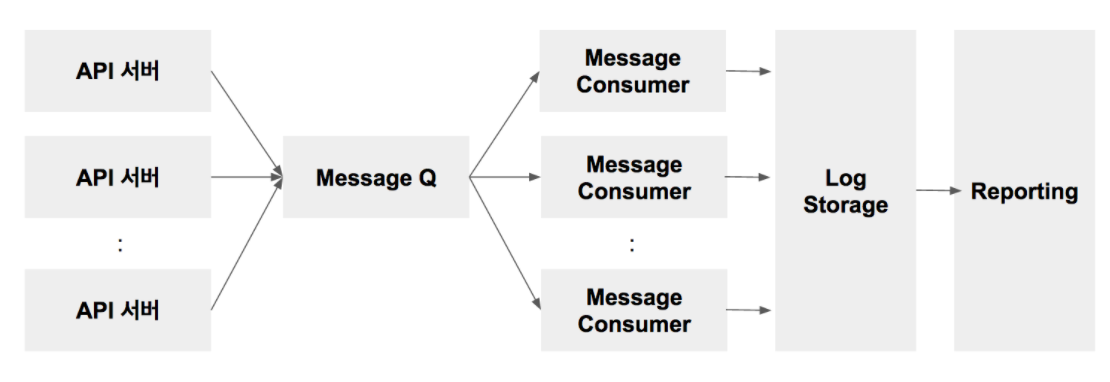 API 서버
API 서버
:
API 서버
Message Q
Message
Consumer
Message
Consumer
:
Message
Consumer
Log
Storage
Reporting